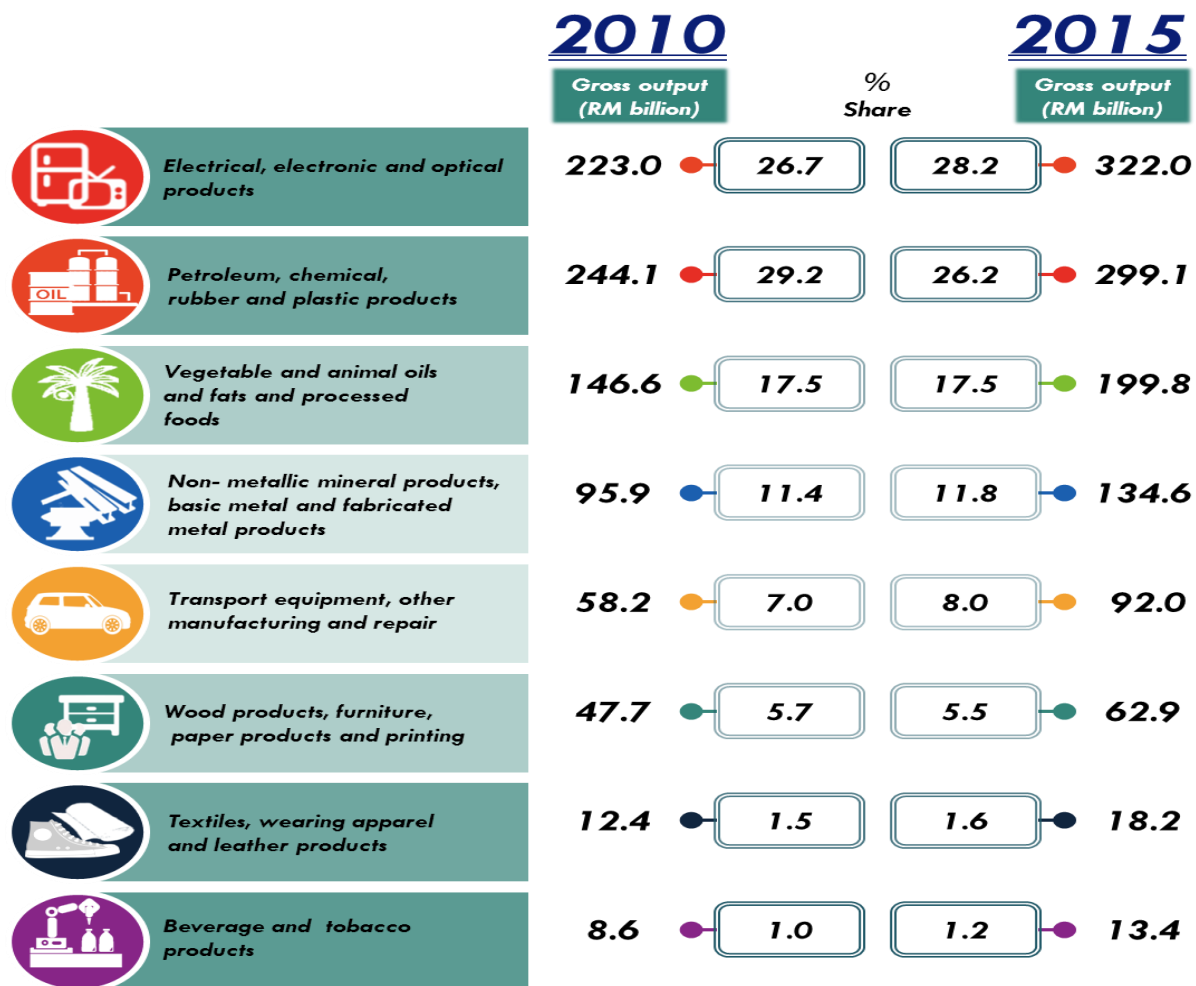 2010 2015
Gross output
(RM billion)
%
Share
Gross output
(RM billion)
Electrical, electronic and optical
products
223.0 26.7 28.2 322.0
Petroleum, chemical,
rubber and plastic products
OIL
244.1 29.2 26.2 299.1
Vegetable and animal oils
and fats and processed
foods
146.6 17.5 17.5 199.8
Non- metallic mineral products,
basic metal and fabricated
metal products
95.9 11.4 11.8 134.6
Transport equipment, other
manufacturing and repair
58.2 7.0 8.0 92.0
Wood products, furniture,
paper products and printing
47.7 5.7 5.5 62.9
Textiles, wearing apparel
and leather products
12.4 1.5 1.6 18.2
Beverage and tobacco
products
8.6 1.0 1.2 13.4